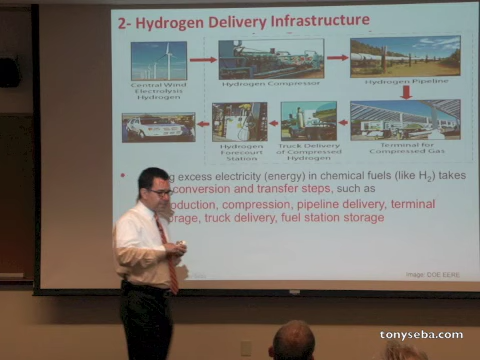 2- Hydrogen Delivery Infrastructure
Central Wind
Electrolysis
Hydrogen
Hydrogen Compressor
Hydrogen Pipeline
Hydrogen
Forecourt
Station
Truck Delivery
of Compressed
Hydrogen
Terminal for
Compressed Gas
g excess electricity (energy) in chemical fuels (like H₂) takes
conversion and transfer steps, such as
oduction, compression, pipeline delivery, terminal
rage, truck delivery, fuel station storage
Image: DOE EERE
tonyseba.com